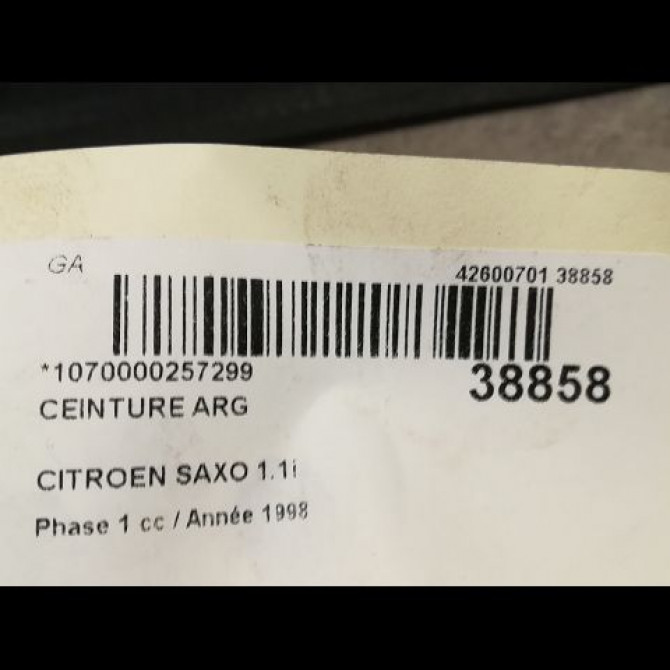 GA
42600701 38858
*1070000257299
38858
CEINTURE ARG
CITROEN SAXO 1.1i
Phase 1 cc / Année 1998